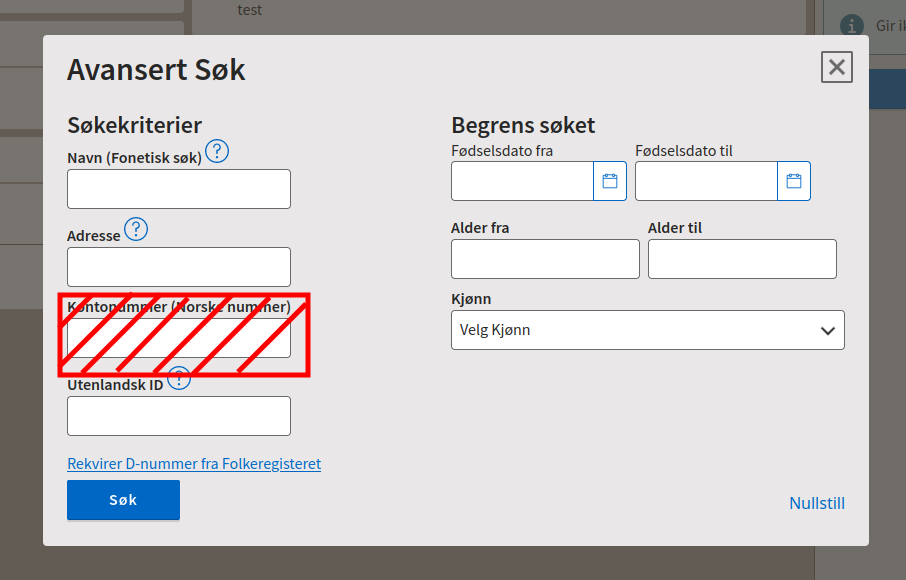 test
Gir ik
Avansert Søk
Søkekriterier
Navn (Fonetisk søk) ?
Adresse ?
Kontonummer (Norske nummer)
Utenlandsk ID ?
Rekvirer D-nummer fra Folkeregisteret
Søk
Begrens søket
Fødselsdato fra
Fødselsdato til
Alder fra
Alder til
Kjønn
Velg Kjønn
Nullstill